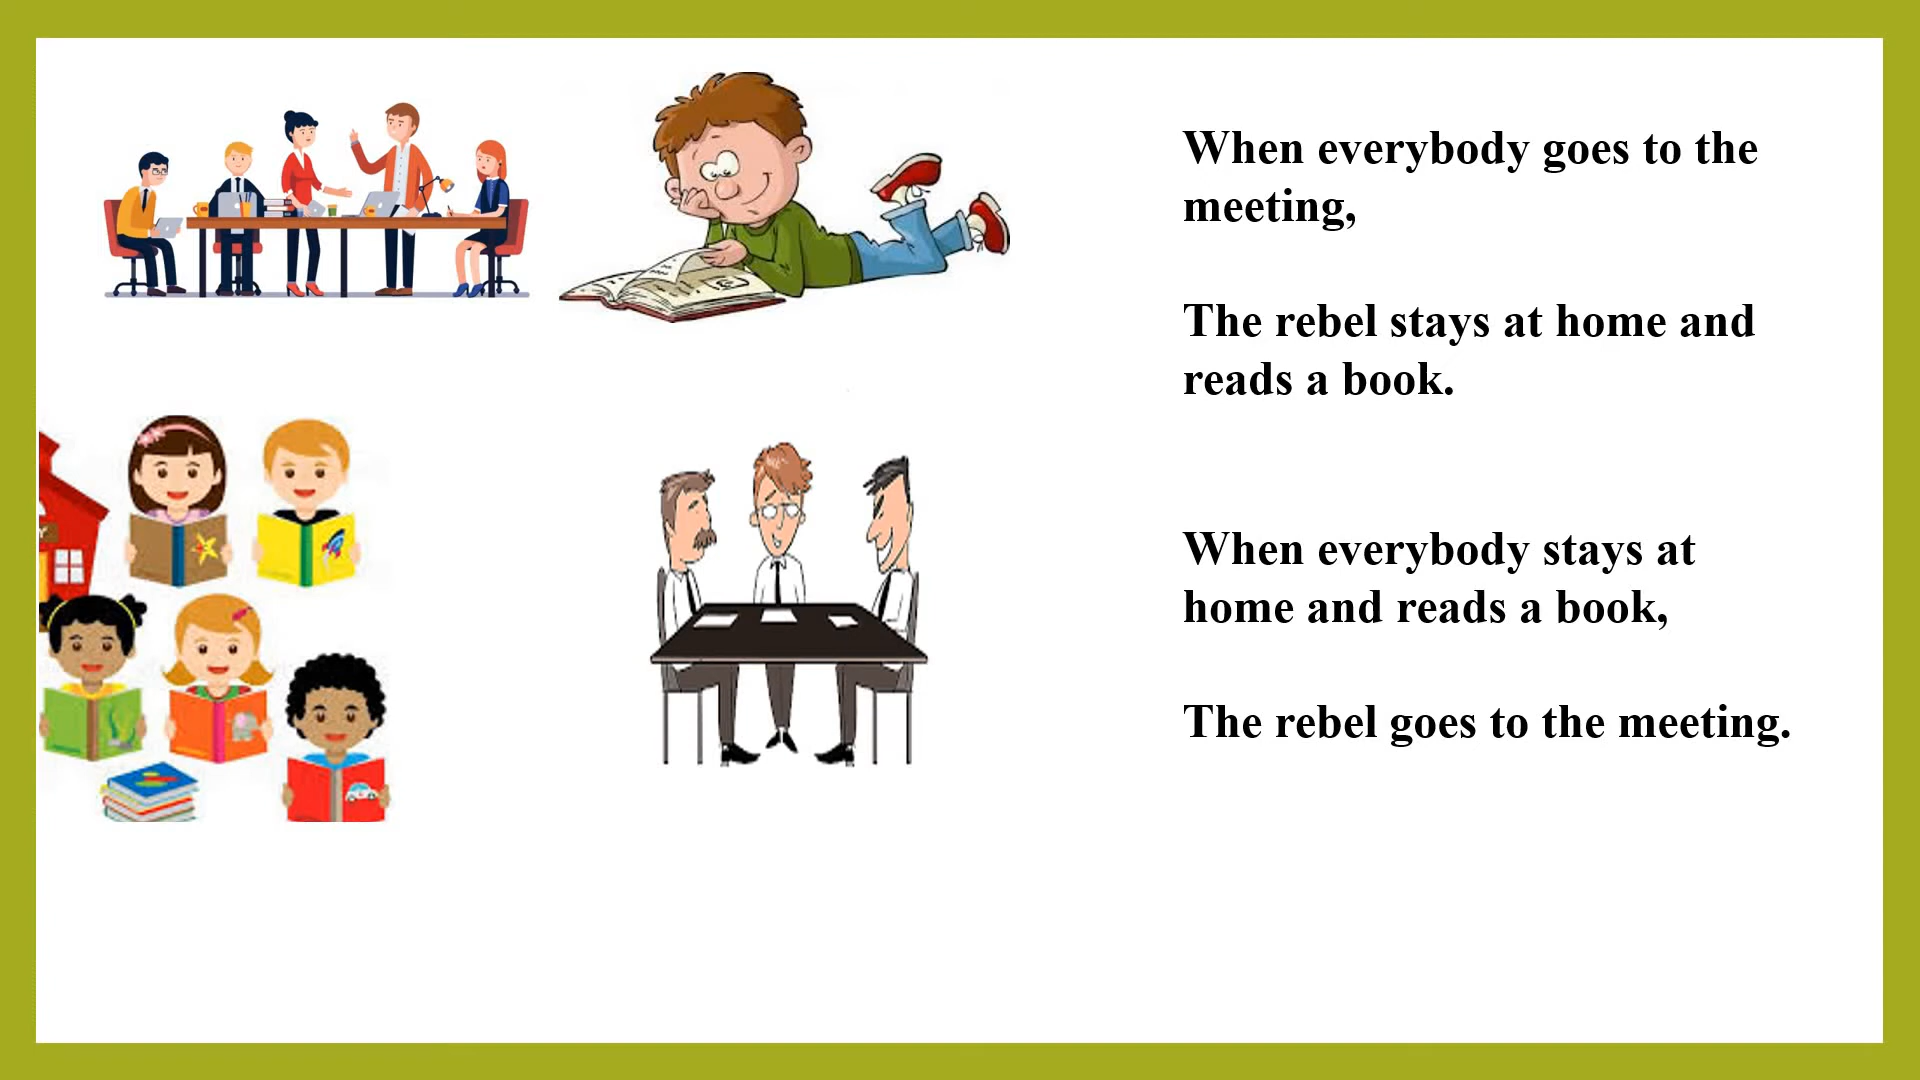 When everybody goes to the
meeting,
The rebel stays at home and
reads a book.
When everybody stays at
home and reads a book,
The rebel goes to the meeting.